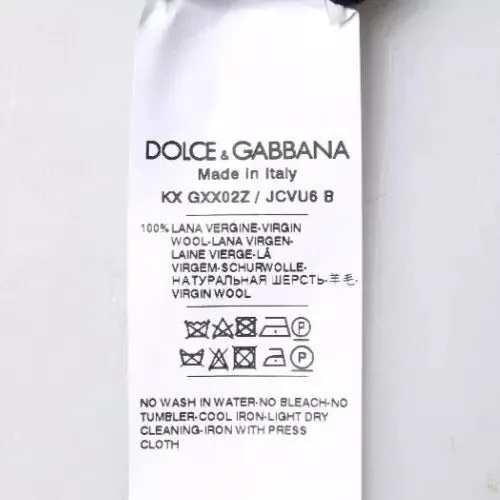 DOLCE & GABBANA
Made in Italy
KX GXX02Z / JCVU6 B
100% LANA VERGINE-VIRGIN
WOOL-LANA VIRGEN-
LAINE VIERGE-LÃ
VIRGEM-SCHURWOLLE-
НАТУРАЛЬНАЯ ШЕРСТЬ-羊毛-
VIRGIN WOOL
P
P
NO WASH IN WATER-NO BLEACH-NO
TUMBLER-COOL IRON-LIGHT DRY
CLEANING-IRON WITH PRESS
CLOTH